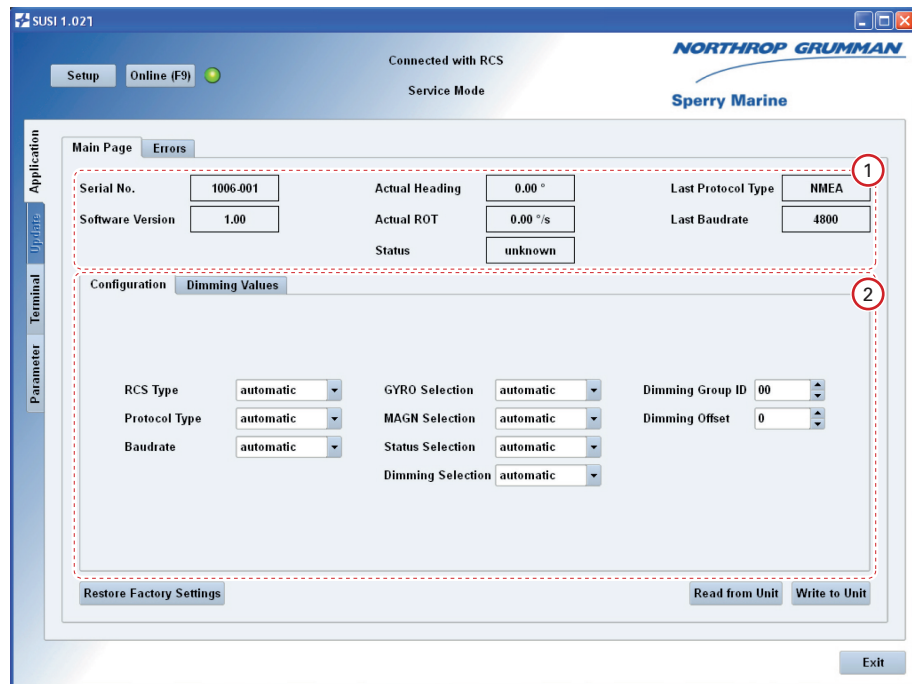 SUSI 1.021
Setup Online (F9) Connected with RCS
Service Mode
NORTHROP GRUMMAN
Sperry Marine
Application
Update
Terminal
Parameter
Main Page Errors
1
Serial No. 1006-001 Actual Heading 0.00 ° Last Protocol Type NMEA
Software Version 1.00 Actual ROT 0.00 °/s Last Baudrate 4800
Status unknown
Configuration Dimming Values
2
RCS Type automatic GYRO Selection automatic Dimming Group ID 00
Protocol Type automatic MAGN Selection automatic Dimming Offset 0
Baudrate automatic Status Selection automatic
Dimming Selection automatic
Restore Factory Settings Read from Unit Write to Unit
Exit